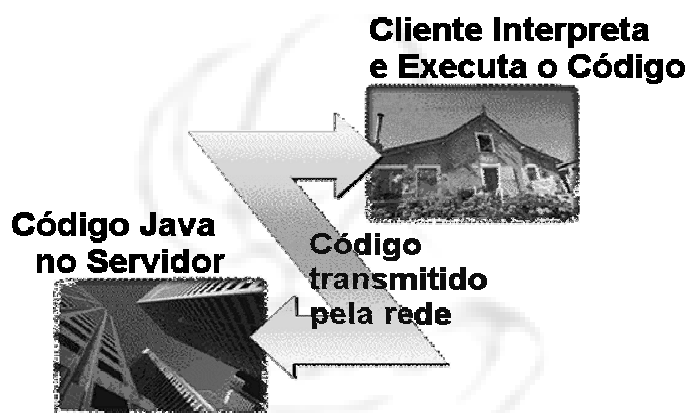 Cliente Interpreta
e Executa o Código
Código Java
no Servidor
Código
transmitido
pela rede